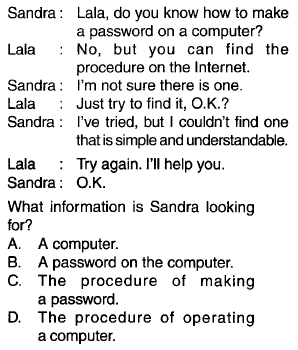 Sandra : Lala, do you know how to make
a password on a computer?
Lala : No, but you can find the
procedure on the Internet.
Sandra : I'm not sure there is one.
Lala : Just try to find it, O.K.?
Sandra : I've tried, but I couldn't find one
that is simple and understandable.
Lala : Try again. I'll help you.
Sandra : O.K.
What information is Sandra looking
for?
A. A computer.
B. A password on the computer.
C. The procedure of making
a password.
D. The procedure of operating
a computer.